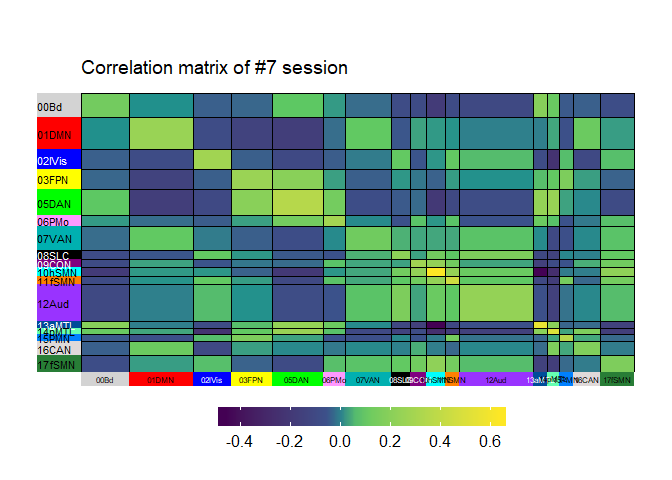 Correlation matrix of #7 session
00Bd
01DMN
02lVis
03FPN
05DAN
06PMo
07VAN
08SLC
09CON
10hSMN
11fSMN
12Aud
13aMTL
14pMTL
15PMN
16CAN
17fSMN
00Bd 01DMN 02lVis 03FPN 05DAN 06PMo 07VAN 12Aud 16CAN 17fSMN
-0.4 -0.2 0.0 0.2 0.4 0.6